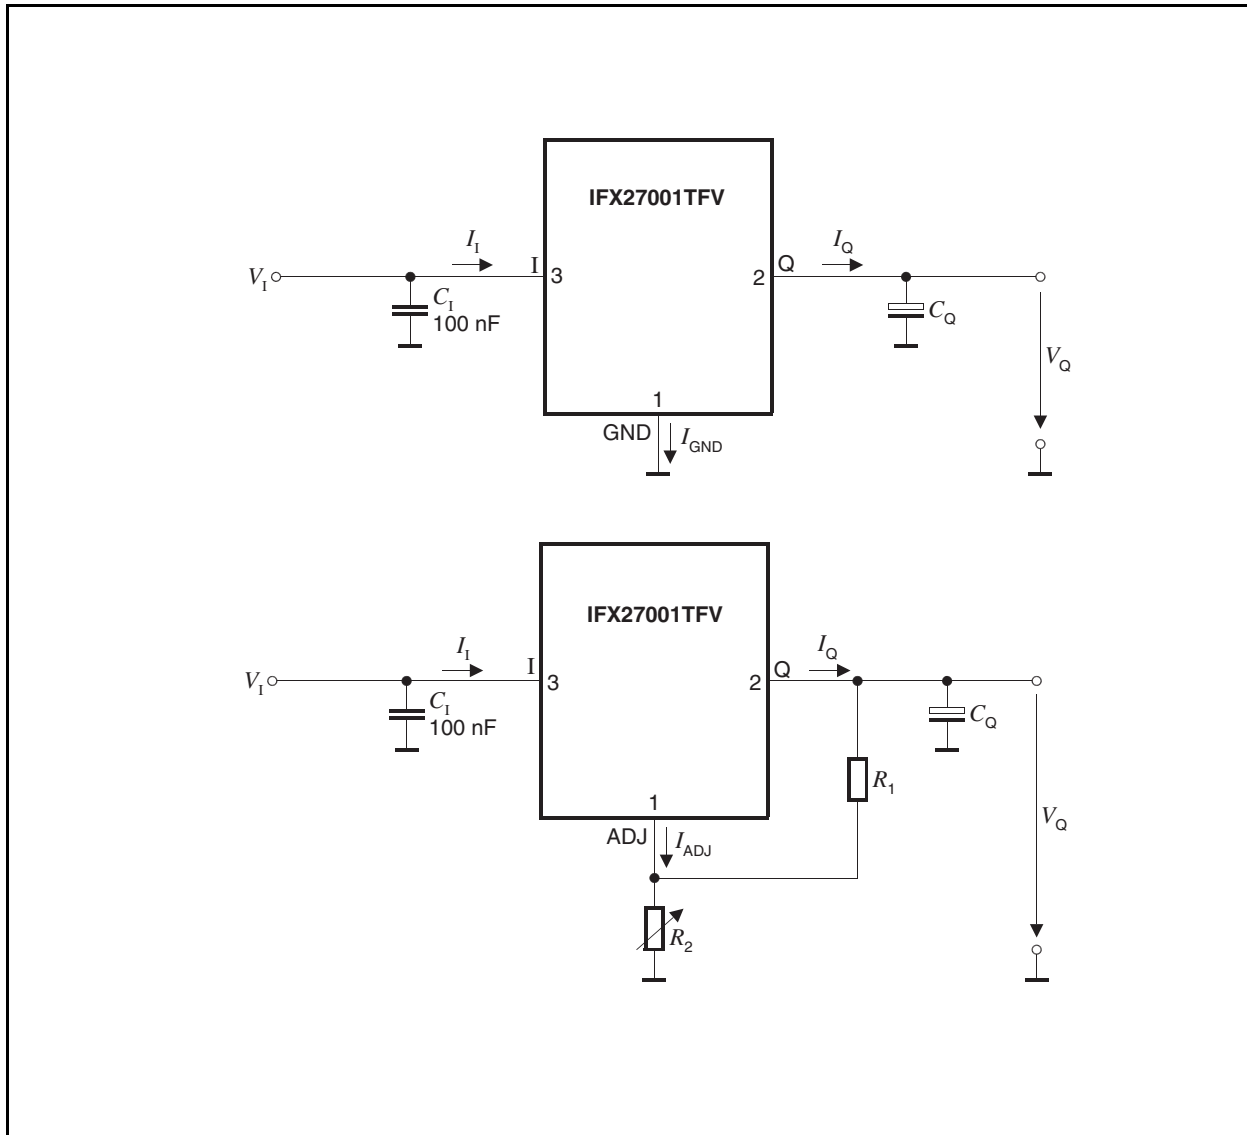 IFX27001TFV
V_I
I_I
I
3
C_I
100 nF
2
Q
I_Q
C_Q
V_Q
1
GND
I_GND
IFX27001TFV
V_I
I_I
I
3
C_I
100 nF
2
Q
I_Q
C_Q
R_1
V_Q
1
ADJ
I_ADJ
R_2